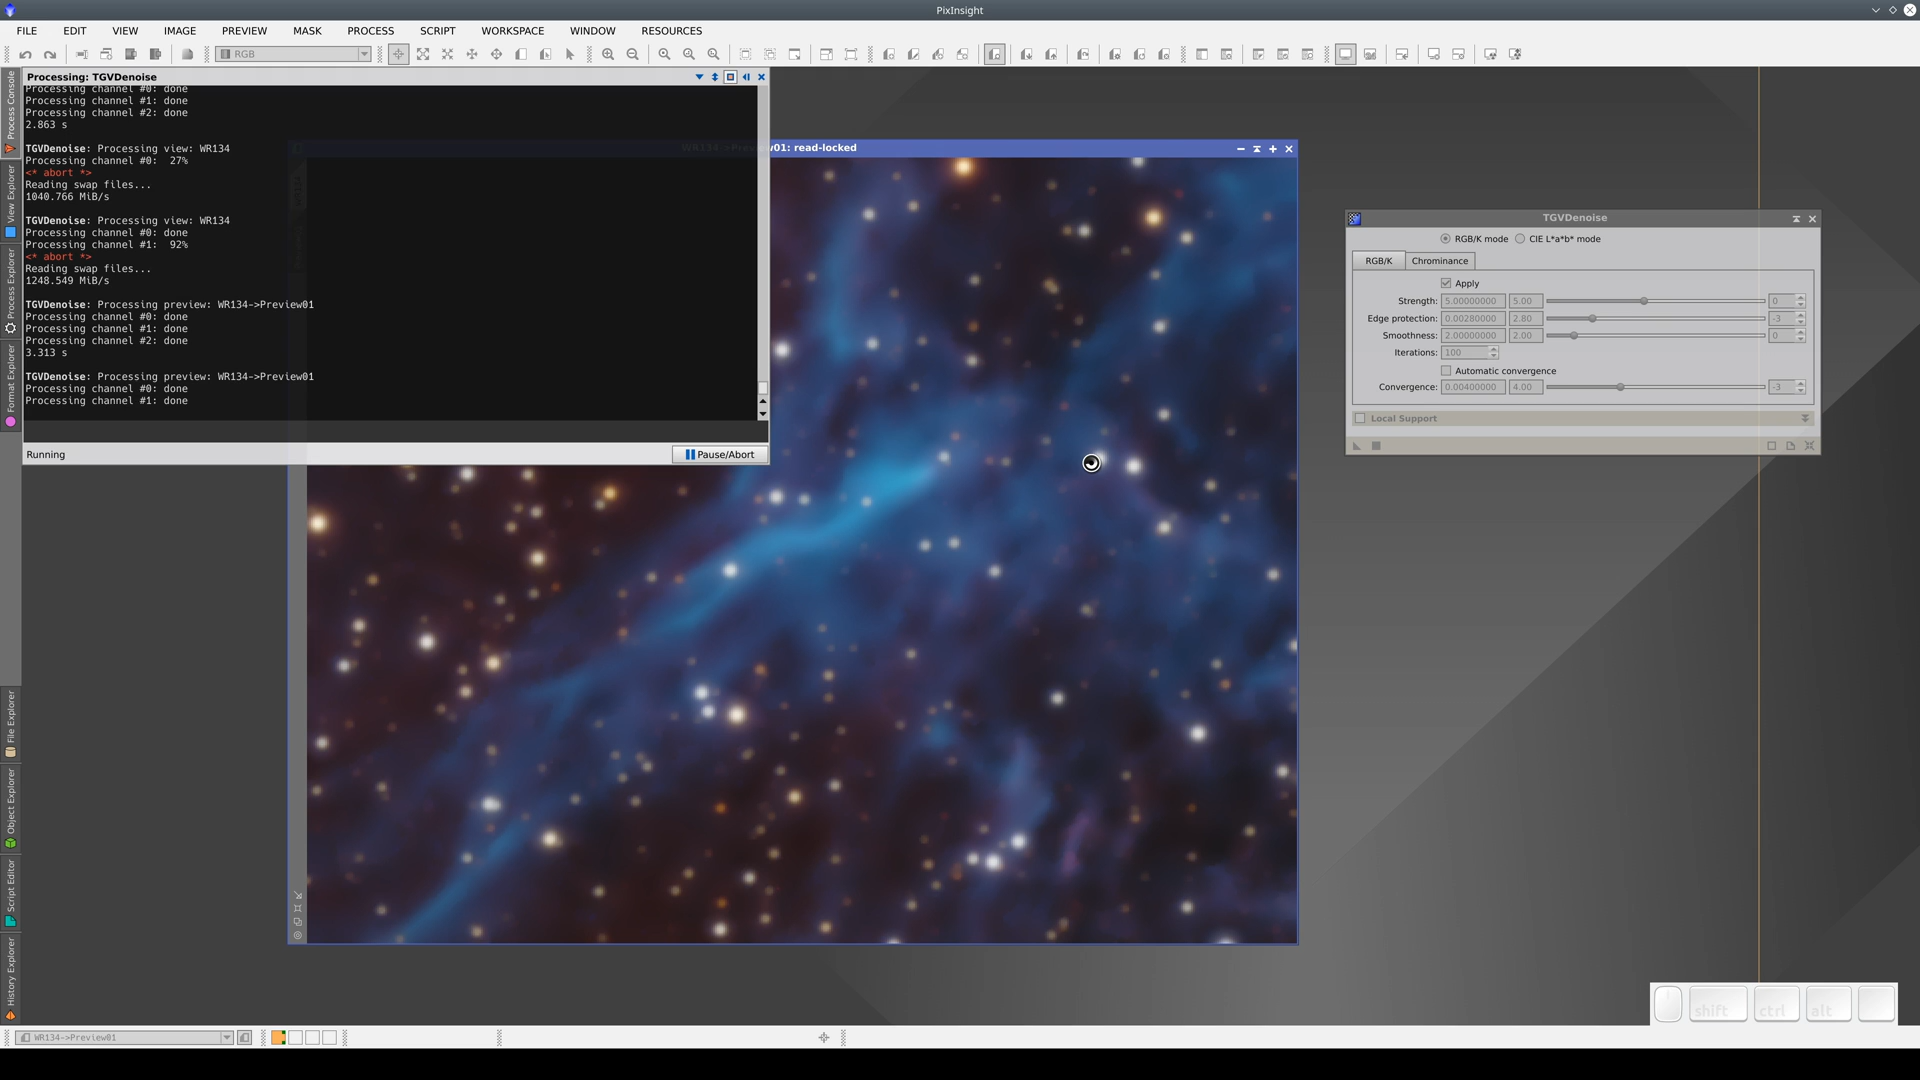 PixInsight
FILE EDIT VIEW IMAGE PREVIEW MASK PROCESS SCRIPT WORKSPACE WINDOW RESOURCES
RGB
Processing: TGVDenoise
Processing channel #0: done
Processing channel #1: done
Processing channel #2: done
2.863 s
TGVDenoise: Processing view: WR134
Processing channel #0: 27%
<* abort *>
Reading swap files...
1040.766 MiB/s
TGVDenoise: Processing view: WR134
Processing channel #0: done
Processing channel #1: 92%
<* abort *>
Reading swap files...
1248.549 MiB/s
TGVDenoise: Processing preview: WR134->Preview01
Processing channel #0: done
Processing channel #1: done
Processing channel #2: done
3.313 s
TGVDenoise: Processing preview: WR134->Preview01
Processing channel #0: done
Processing channel #1: done
Running
Pause/Abort
WR134->Preview01: read-locked
TGVDenoise
RGB/K mode CIE L*a*b* mode
RGB/K Chrominance
Apply
Strength: 5.00000000 5.00 0
Edge protection: 0.00280000 2.80 -3
Smoothness: 2.00000000 2.00 0
Iterations: 100
Automatic convergence
Convergence: 0.00400000 4.00 -3
Local Support
Process Console
View Explorer
Process Explorer
Format Explorer
File Explorer
Object Explorer
Script Editor
History Explorer
shift ctrl alt
WR134->Preview01